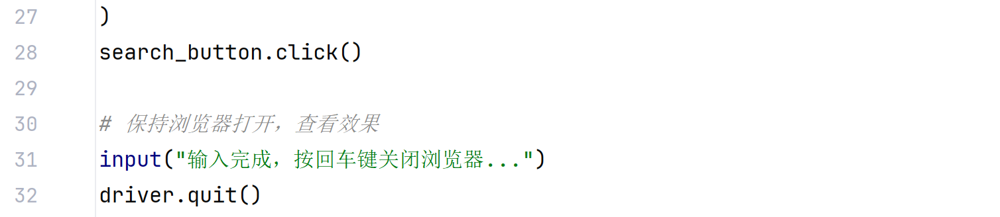 27 )
28 search_button.click()
29
30 # 保持浏览器打开，查看效果
31 input("输入完成，按回车键关闭浏览器...")
32 driver.quit()